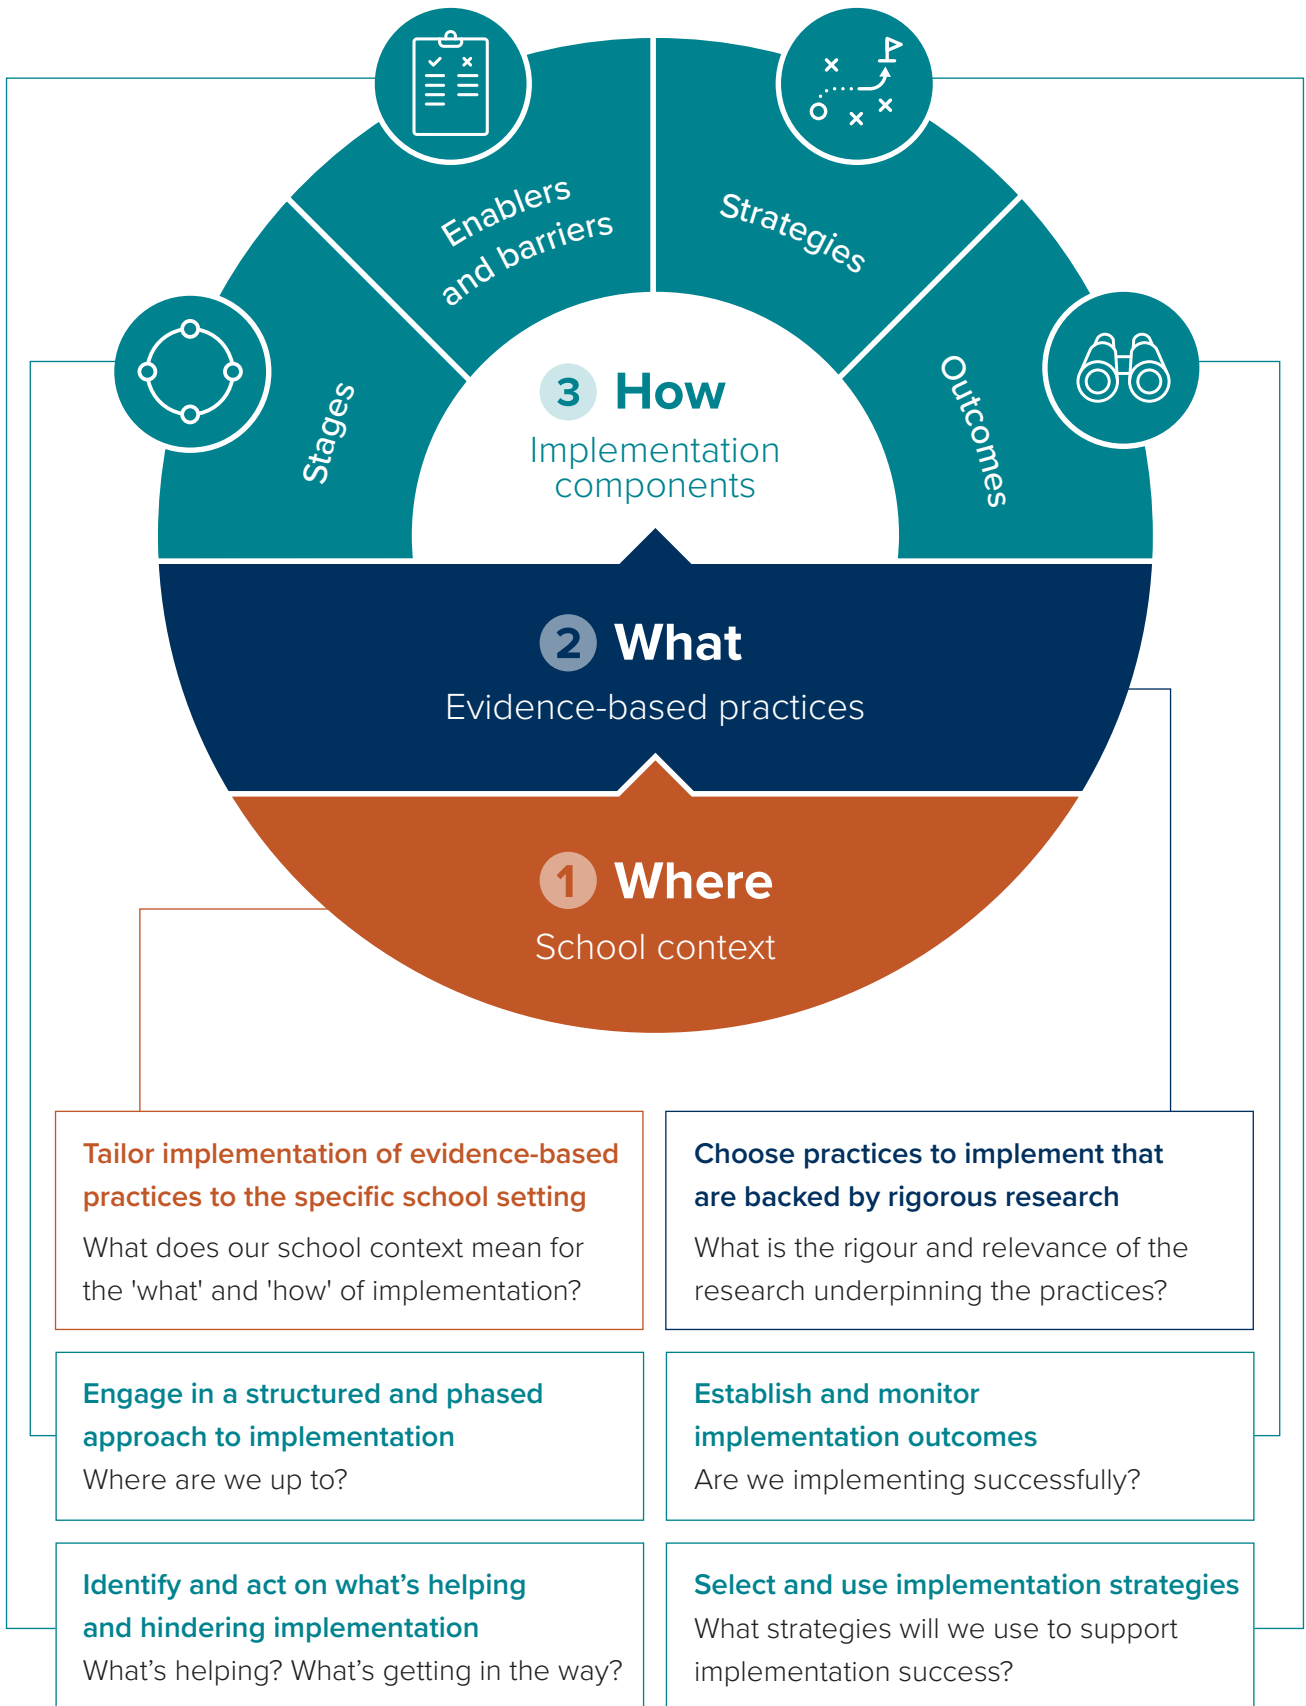 Enablers
and barriers
Strategies
Stages
Outcomes
3 How
Implementation
components
2 What
Evidence-based practices
1 Where
School context
Tailor implementation of evidence-based
practices to the specific school setting
What does our school context mean for
the 'what' and 'how' of implementation?
Choose practices to implement that
are backed by rigorous research
What is the rigour and relevance of the
research underpinning the practices?
Engage in a structured and phased
approach to implementation
Where are we up to?
Establish and monitor
implementation outcomes
Are we implementing successfully?
Identify and act on what’s helping
and hindering implementation
What’s helping? What’s getting in the way?
Select and use implementation strategies
What strategies will we use to support
implementation success?